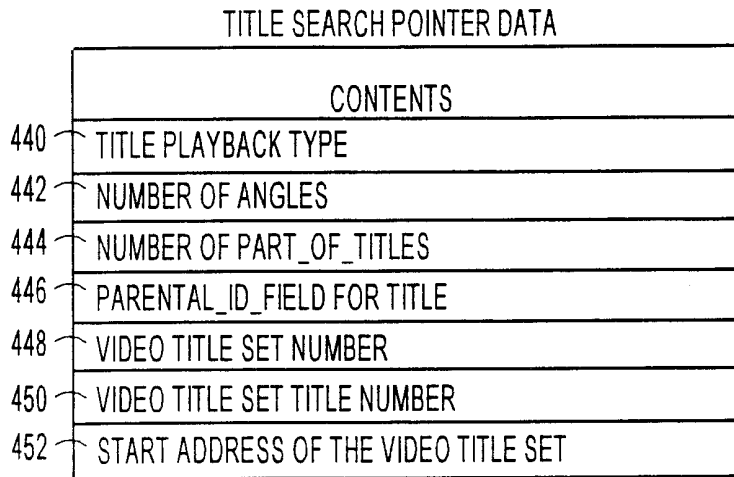 TITLE SEARCH POINTER DATA
CONTENTS
440 TITLE PLAYBACK TYPE
442 NUMBER OF ANGLES
444 NUMBER OF PART_OF_TITLES
446 PARENTAL_ID_FIELD FOR TITLE
448 VIDEO TITLE SET NUMBER
450 VIDEO TITLE SET TITLE NUMBER
452 START ADDRESS OF THE VIDEO TITLE SET